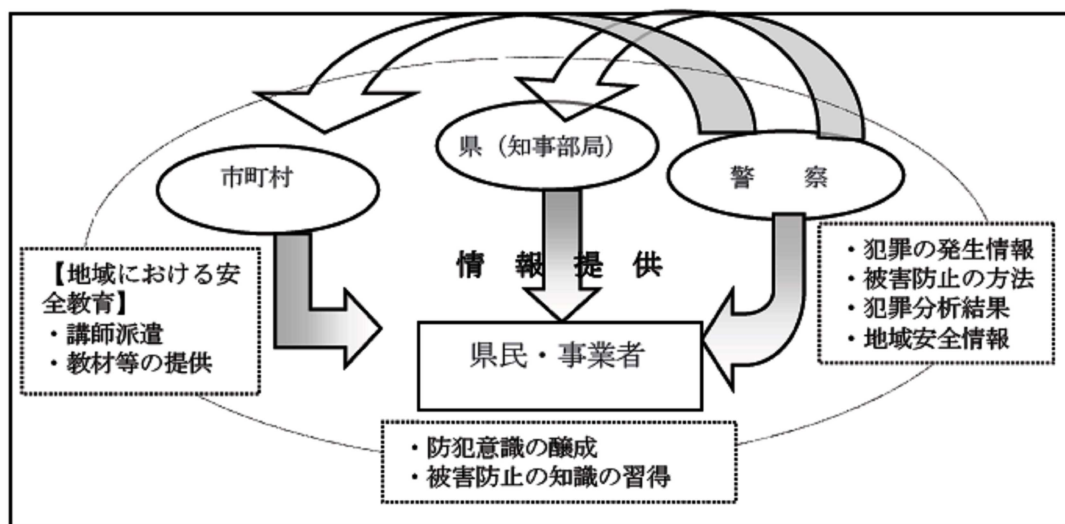 市町村
県（知事部局）
警　　察
情　報　提　供
【地域における安
全教育】
・講師派遣
・教材等の提供
・犯罪の発生情報
・被害防止の方法
・犯罪分析結果
・地域安全情報
県民・事業者
・防犯意識の醸成
・被害防止の知識の習得